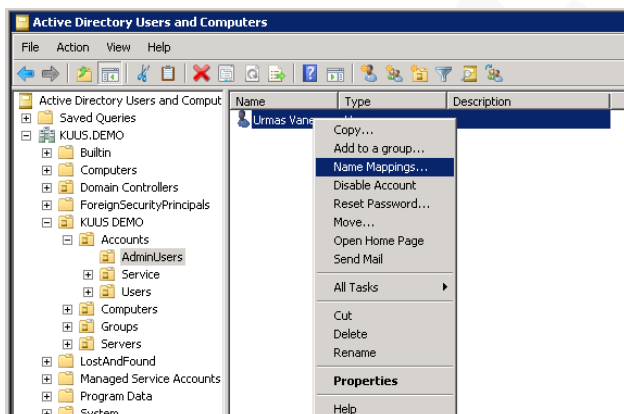 Active Directory Users and Computers
File Action View Help
Active Directory Users and Comput
Saved Queries
KUUS.DEMO
Builtin
Computers
Domain Controllers
ForeignSecurityPrincipals
KUUS DEMO
Accounts
AdminUsers
Service
Users
Computers
Groups
Servers
LostAndFound
Managed Service Accounts
Program Data
System
Name Type Description
Urmas Vane
Copy...
Add to a group...
Name Mappings...
Disable Account
Reset Password...
Move...
Open Home Page
Send Mail
All Tasks
Cut
Delete
Rename
Properties
Help